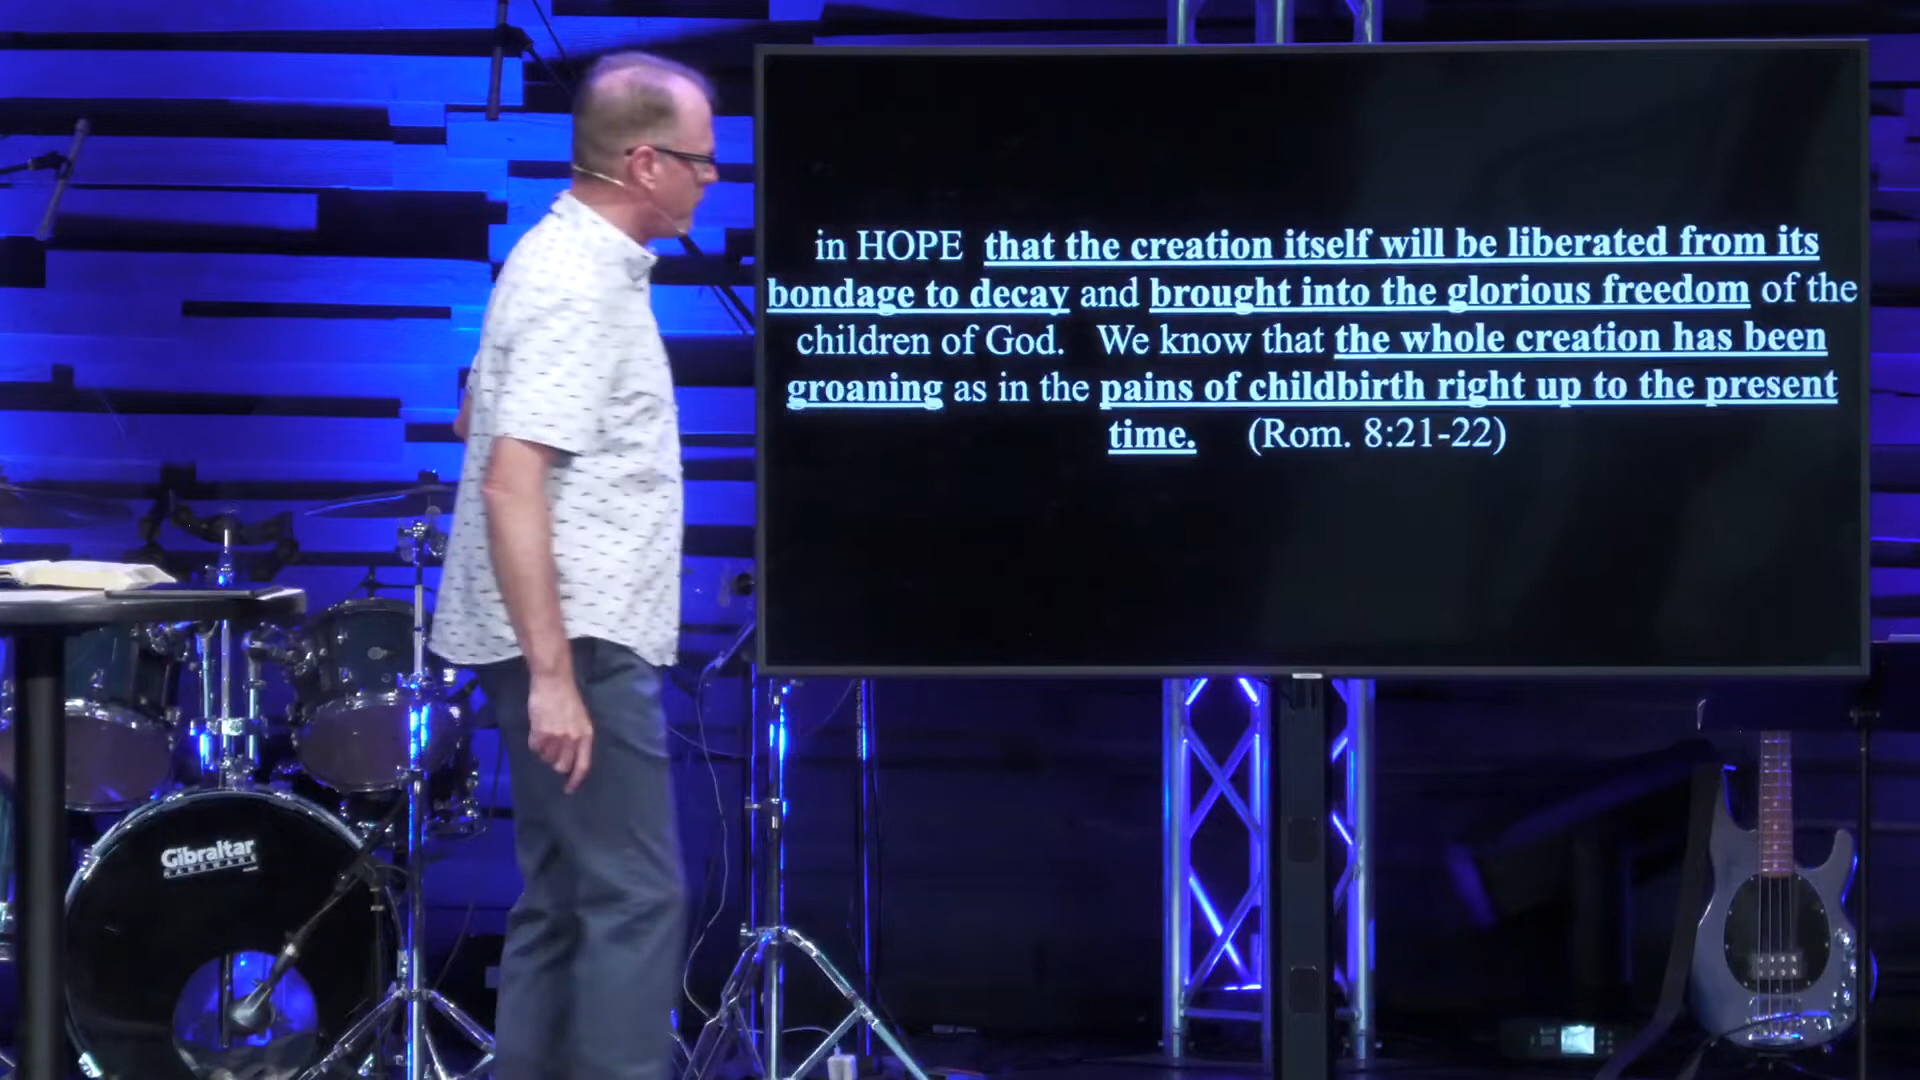 in HOPE that the creation itself will be liberated from its
bondage to decay and brought into the glorious freedom of the
children of God. We know that the whole creation has been
groaning as in the pains of childbirth right up to the present
time. (Rom. 8:21-22)
Gibraltar
HARDWARE